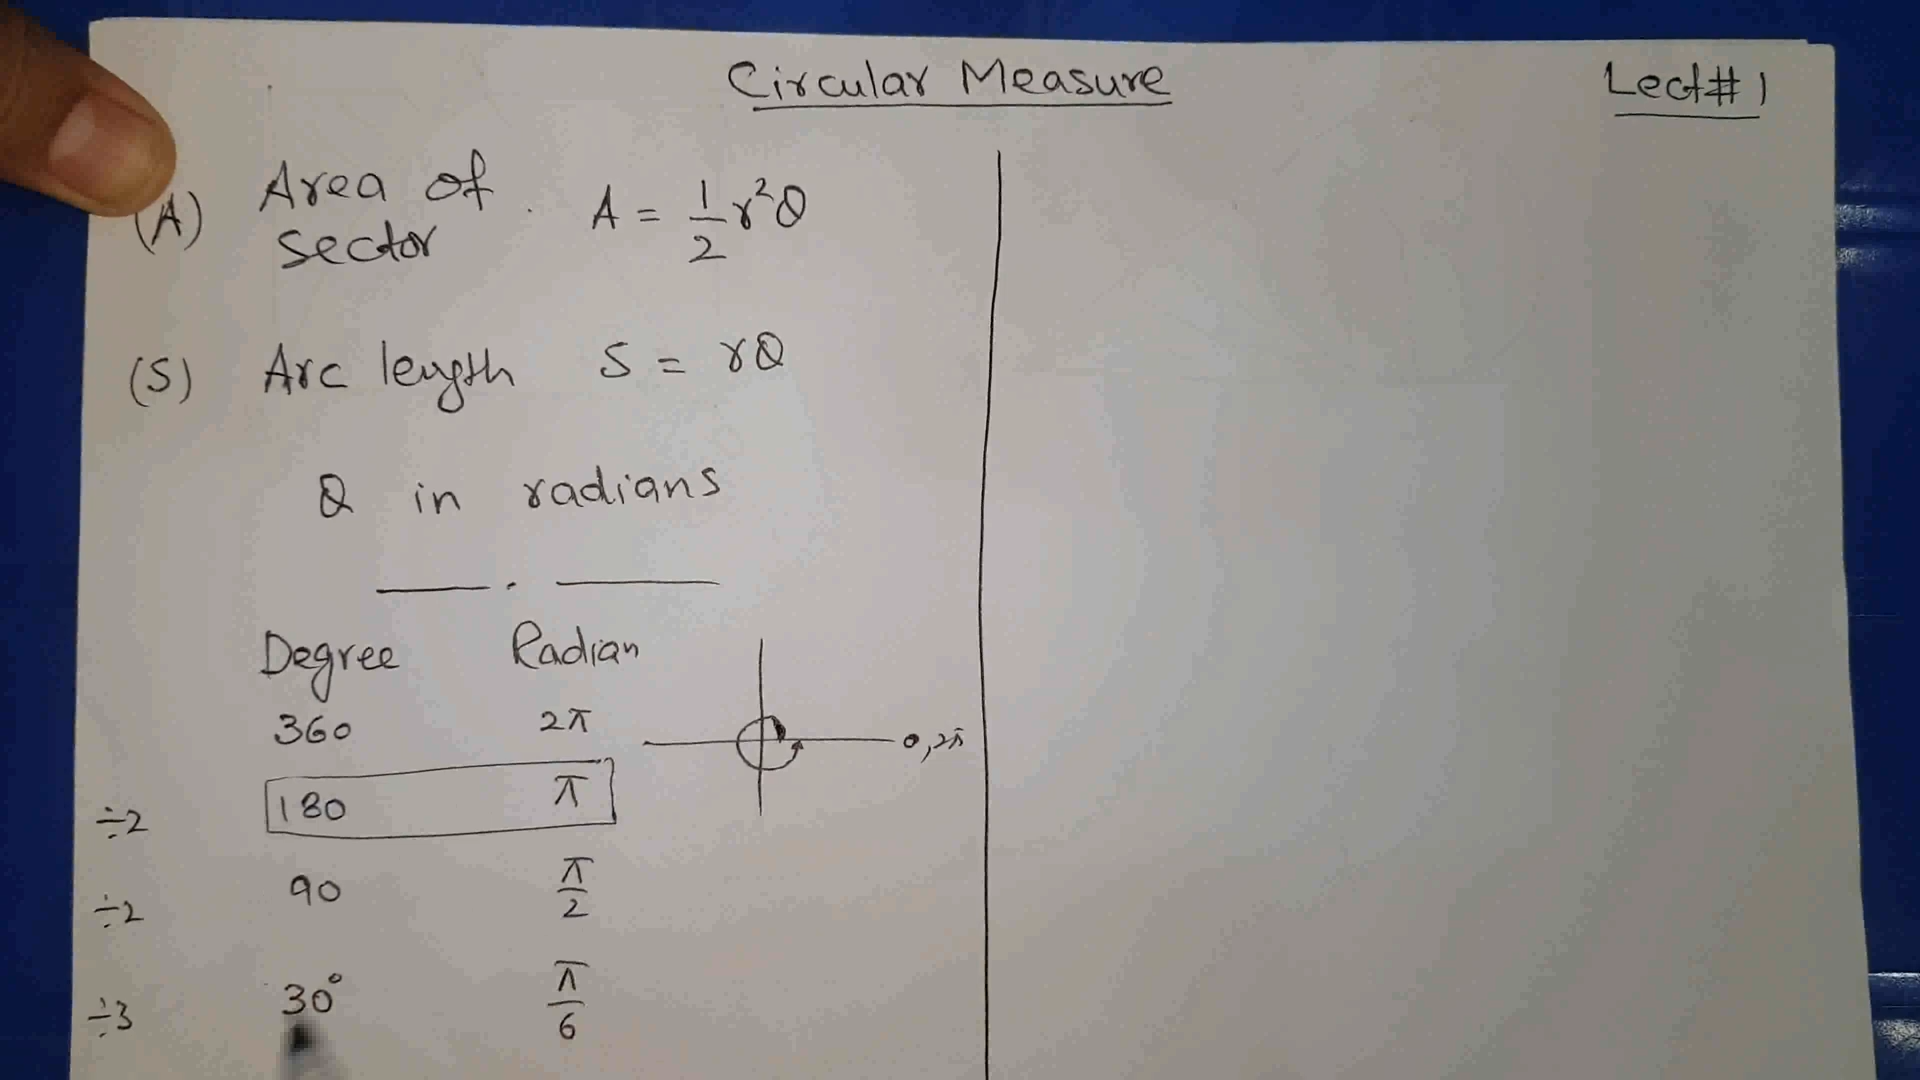 Circular Measure
Lect# 1
(A) Area of sector A = 1/2 r²θ
(S) Arc length S = rθ
θ in radians
Degree Radian
360 2π
0, 2π
÷2 180 π
÷2 90 π/2
÷3 30° π/6